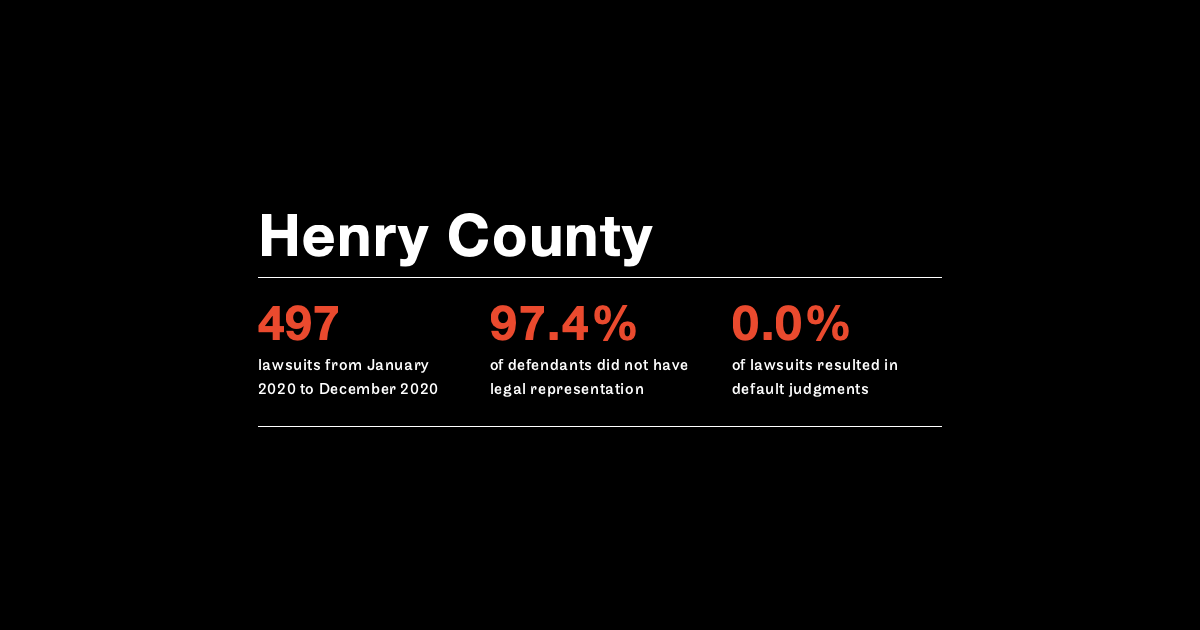 Henry County
497
lawsuits from January
2020 to December 2020
97.4%
of defendants did not have
legal representation
0.0%
of lawsuits resulted in
default judgments